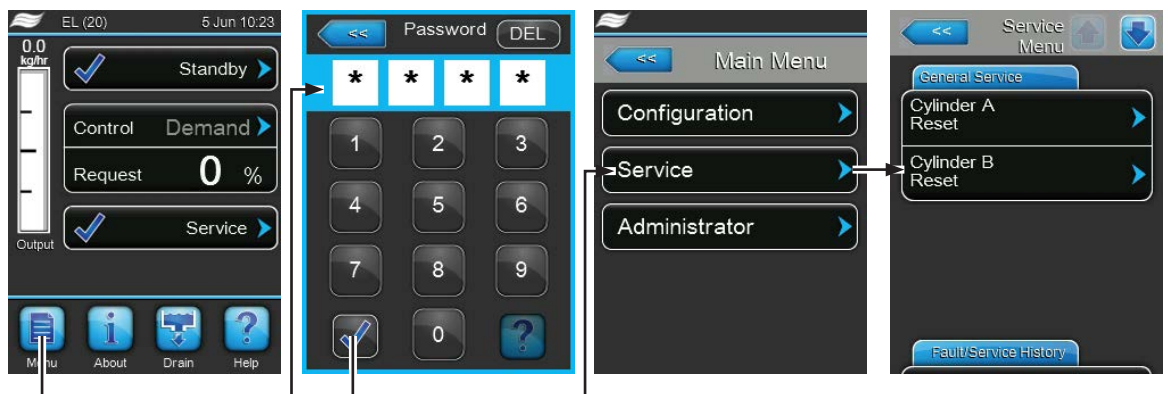 EL (20) 5 Jun 10:23
0.0
kg/hr
Standby
Control Demand
Request 0 %
Service
Output
Menu About Drain Help
<< Password DEL
* * * *
1 2 3
4 5 6
7 8 9
0 ?
<< Main Menu
Configuration
Service
Administrator
<< Service
Menu
General Service
Cylinder A
Reset
Cylinder B
Reset
Fault/Service History